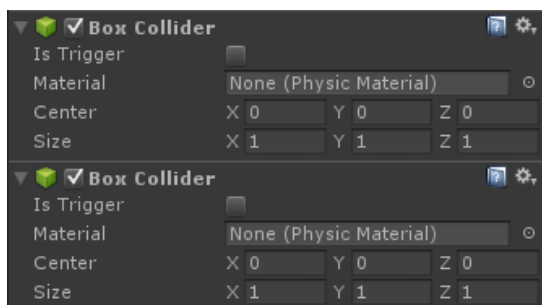 Box Collider
Is Trigger
Material None (Physic Material)
Center X 0 Y 0 Z 0
Size X 1 Y 1 Z 1
Box Collider
Is Trigger
Material None (Physic Material)
Center X 0 Y 0 Z 0
Size X 1 Y 1 Z 1